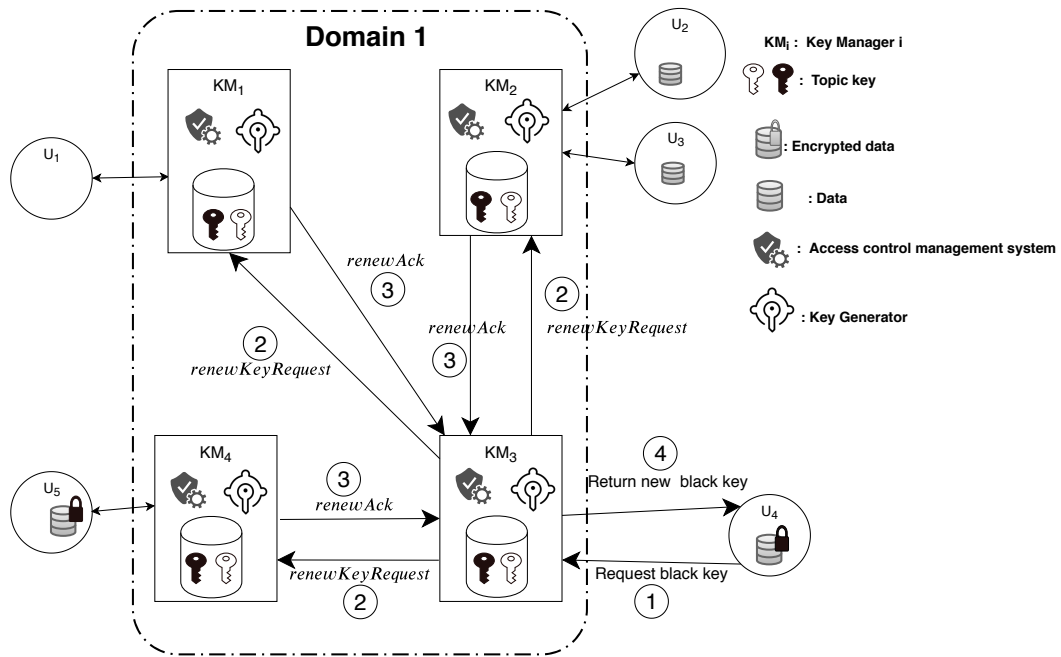 Domain 1
KM1
KM2
U1
U2
U3
KMi : Key Manager i
: Topic key
: Encrypted data
: Data
: Access control management system
: Key Generator
renewAck
3
2
renewKeyRequest
renewAck
3
2
renewKeyRequest
KM4
KM3
U5
U4
3
renewAck
renewKeyRequest
2
4
Return new black key
Request black key
1